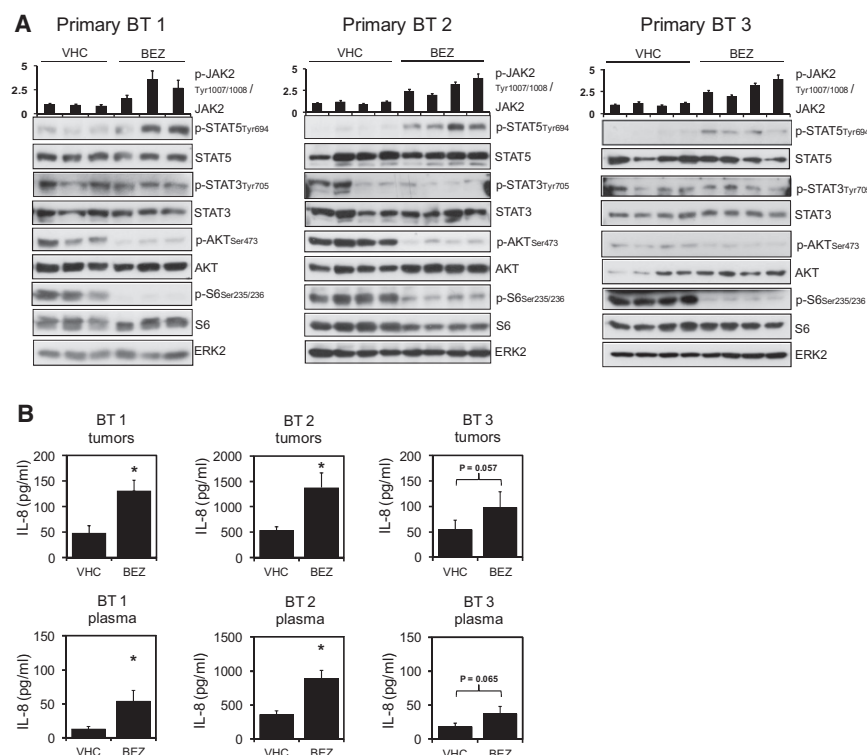 A
Primary BT 1
Primary BT 2
Primary BT 3
VHC BEZ
5
2.5
0
p-JAK2
Tyr1007/1008 /
JAK2
p-STAT5Tyr694
STAT5
p-STAT3Tyr705
STAT3
p-AKTSer473
AKT
p-S6Ser235/236
S6
ERK2
VHC BEZ
5
2.5
0
p-JAK2
Tyr1007/1008 /
JAK2
p-STAT5Tyr694
STAT5
p-STAT3Tyr705
STAT3
p-AKTSer473
AKT
p-S6Ser235/236
S6
ERK2
VHC BEZ
5
2.5
0
p-JAK2
Tyr1007/1008 /
JAK2
p-STAT5Tyr694
STAT5
p-STAT3Tyr705
STAT3
p-AKTSer473
AKT
p-S6Ser235/236
S6
ERK2
B
BT 1
tumors
IL-8 (pg/ml)
200
150
100
50
0
*
VHC BEZ
BT 2
tumors
IL-8 (pg/ml)
2000
1500
1000
500
0
*
VHC BEZ
BT 3
tumors
IL-8 (pg/ml)
200
150
100
50
0
P = 0.057
VHC BEZ
BT 1
plasma
IL-8 (pg/ml)
150
100
50
0
*
VHC BEZ
BT 2
plasma
IL-8 (pg/ml)
1500
1000
500
0
*
VHC BEZ
BT 3
plasma
IL-8 (pg/ml)
150
100
50
0
P = 0.065
VHC BEZ